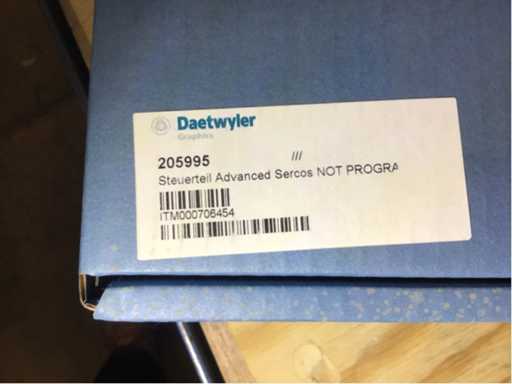 Daetwyler
Graphics
205995 ///
Steuerteil Advanced Sercos NOT PROGRA
ITM000706454